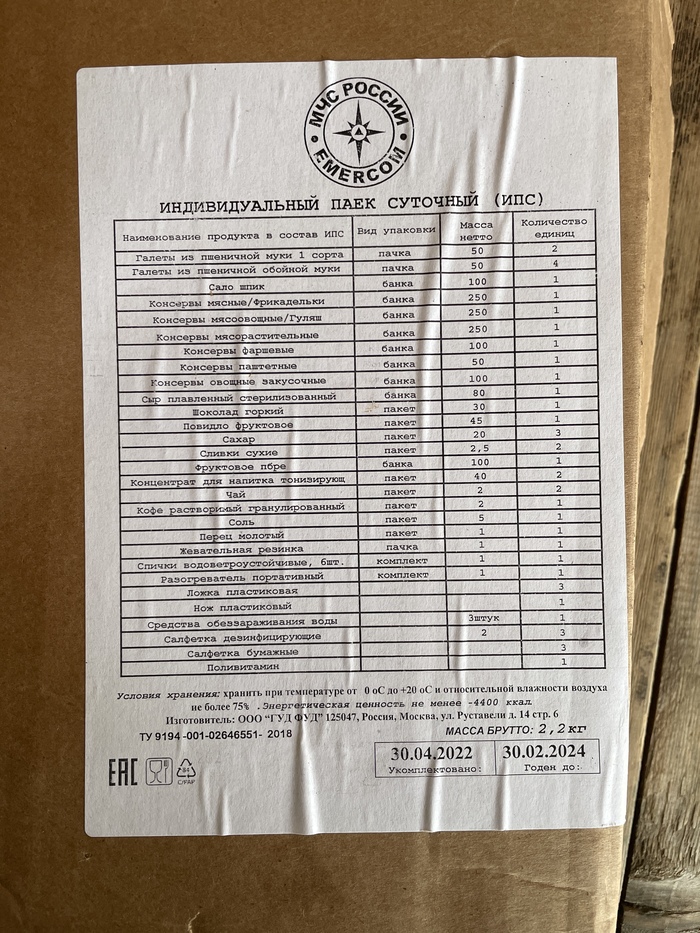 МЧС РОССИИ
EMERCOM
ИНДИВИДУАЛЬНЫЙ ПАЕК СУТОЧНЫЙ (ИПС)
Наименование продукта в состав ИПС Вид упаковки Масса нетто Количество единиц
Галеты из пшеничной муки 1 сорта пачка 50 2
Галеты из пшеничной обойной муки пачка 50 4
Сало шпик банка 100 1
Консервы мясные/Фрикадельки банка 250 1
Консервы мясоовощные/Гуляш банка 250 1
Консервы мясорастительные банка 250 1
Консервы фаршевые банка 100 1
Консервы паштетные банка 50 1
Консервы овощные закусочные банка 100 1
Сыр плавленный стерилизованный банка 80 1
Шоколад горкий пакет 30 1
Повидло фруктовое пакет 45 1
Сахар пакет 20 3
Сливки сухие пакет 2,5 2
Фруктовое пбре банка 100 1
Концентрат для напитка тонизирующ пакет 40 2
Чай пакет 2 2
Кофе растворимый гранулированный пакет 2 1
Соль пакет 5 1
Перец молотый пакет 1 1
Жевательная резинка пачка 1 1
Спички водоветроустойчивые, 6шт. комплект 1 1
Разогреватель портативный комплект 1 1
Ложка пластиковая 3
Нож пластиковый 1
Средства обеззараживания воды 3штук 1
Салфетка дезинфицирующие 2 3
Салфетка бумажные 3
Поливитамин 1
Условия хранения: хранить при температуре от 0 оС до +20 оС и относительной влажности воздуха
не более 75% . Энергетическая ценность не менее -4400 ккал
Изготовитель: ООО “ГУД ФУД” 125047, Россия, Москва, ул. Руставели д. 14 стр. 6
ТУ 9194 -001-02646551- 2018 МАССА БРУТТО: 2,2кг
30.04.2022 30.02.2024
Укомплектовано: Годен до:
EAC
84
C/PAP